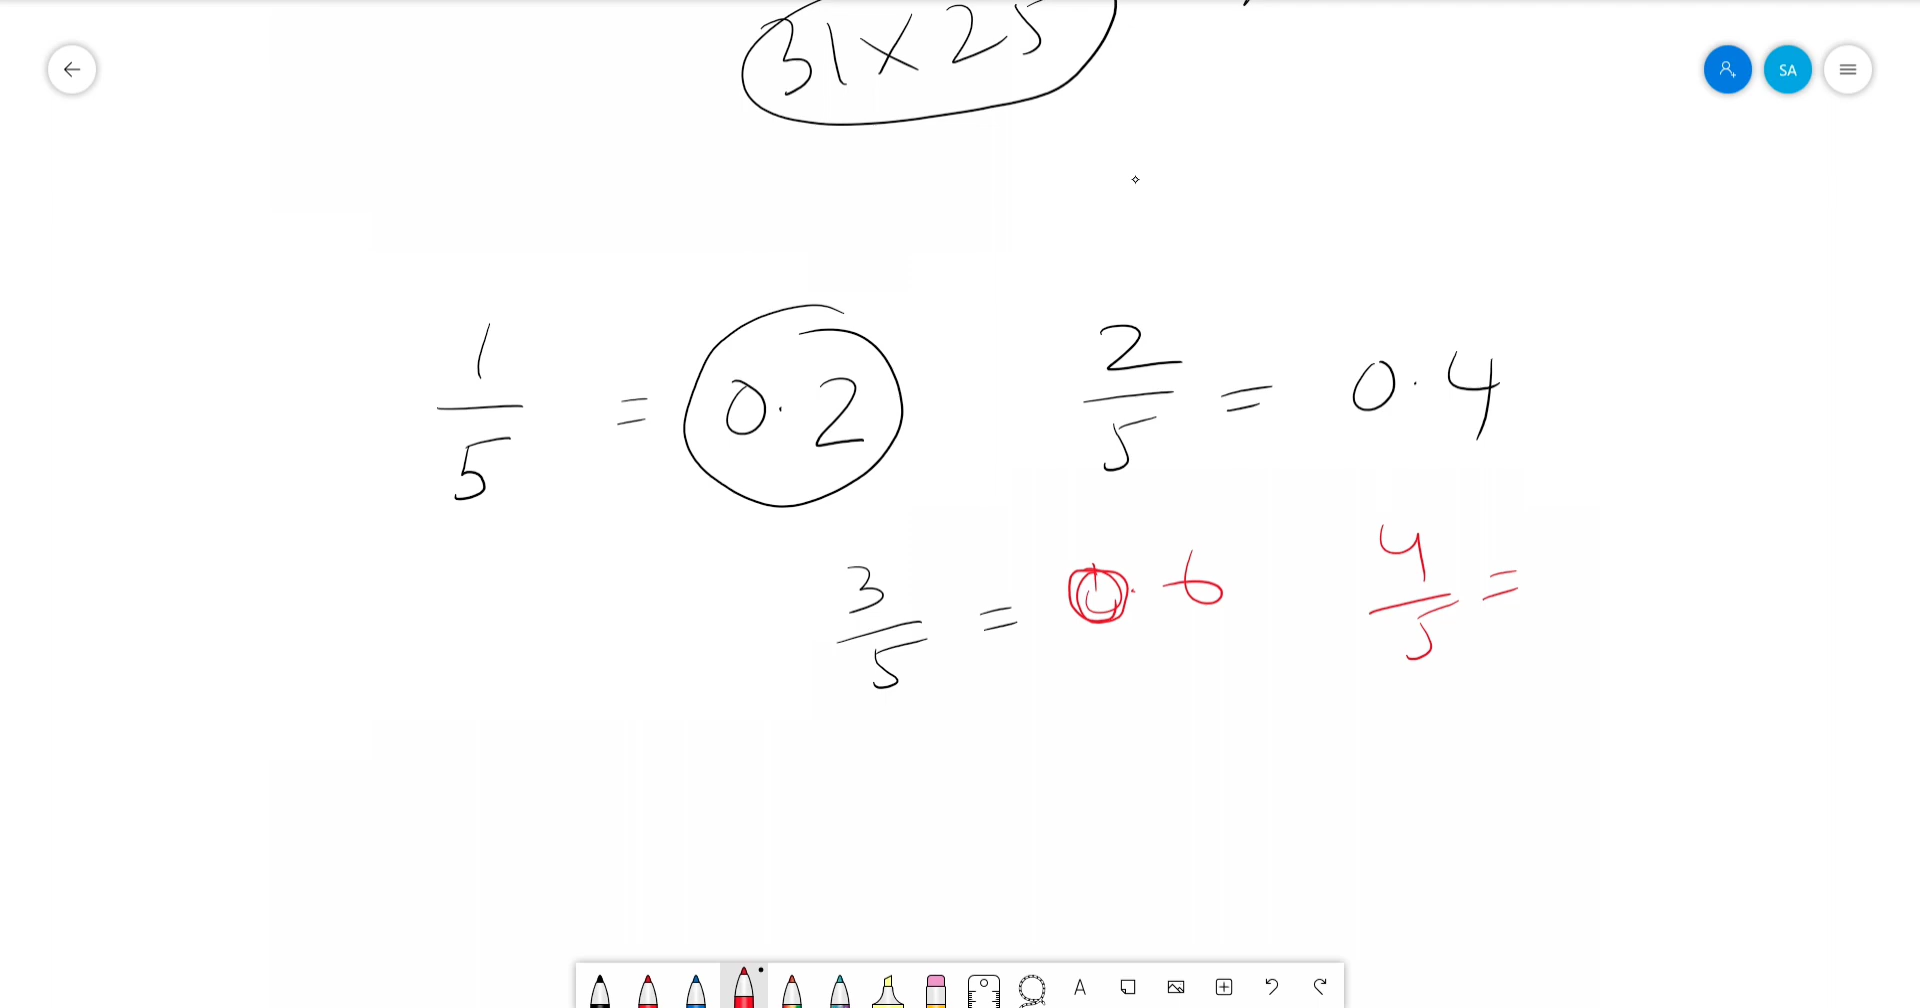 31 x 25
SA
1/5 = 0.2
2/5 = 0.4
3/5 = 0.6
4/5 =
A